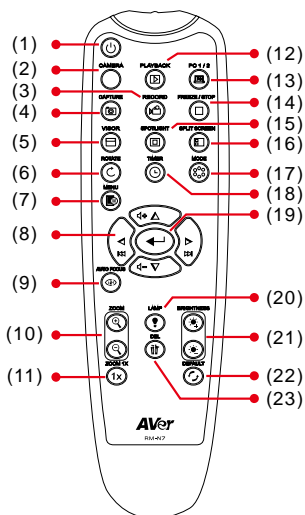 (1)
(2)
(3)
(4)
(5)
(6)
(7)
(8)
(9)
(10)
(11)
CAMERA PLAYBACK PC 1 / 2
CAPTURE RECORD FREEZE / STOP
VISOR SPOTLIGHT SPLIT SCREEN
ROTATE TIMER MODE
MENU
AUTO FOCUS
ZOOM LAMP BRIGHTNESS
DEL
ZOOM 1X DEFAULT
1x
AVer
RM-N7
(12)
(13)
(14)
(15)
(16)
(17)
(18)
(19)
(20)
(21)
(22)
(23)